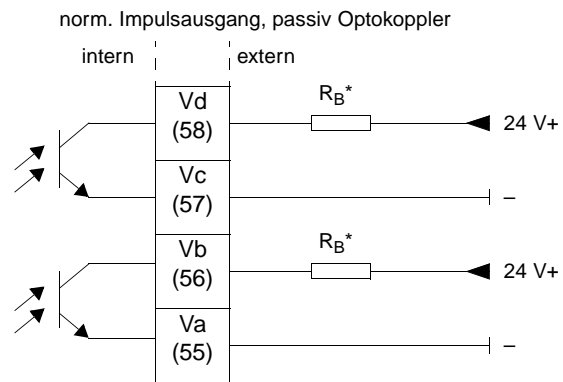 norm. Impulsausgang, passiv Optokoppler
intern extern
Vd
(58)
R_B* 24 V+
Vc
(57)
–
Vb
(56)
R_B* 24 V+
Va
(55)
–